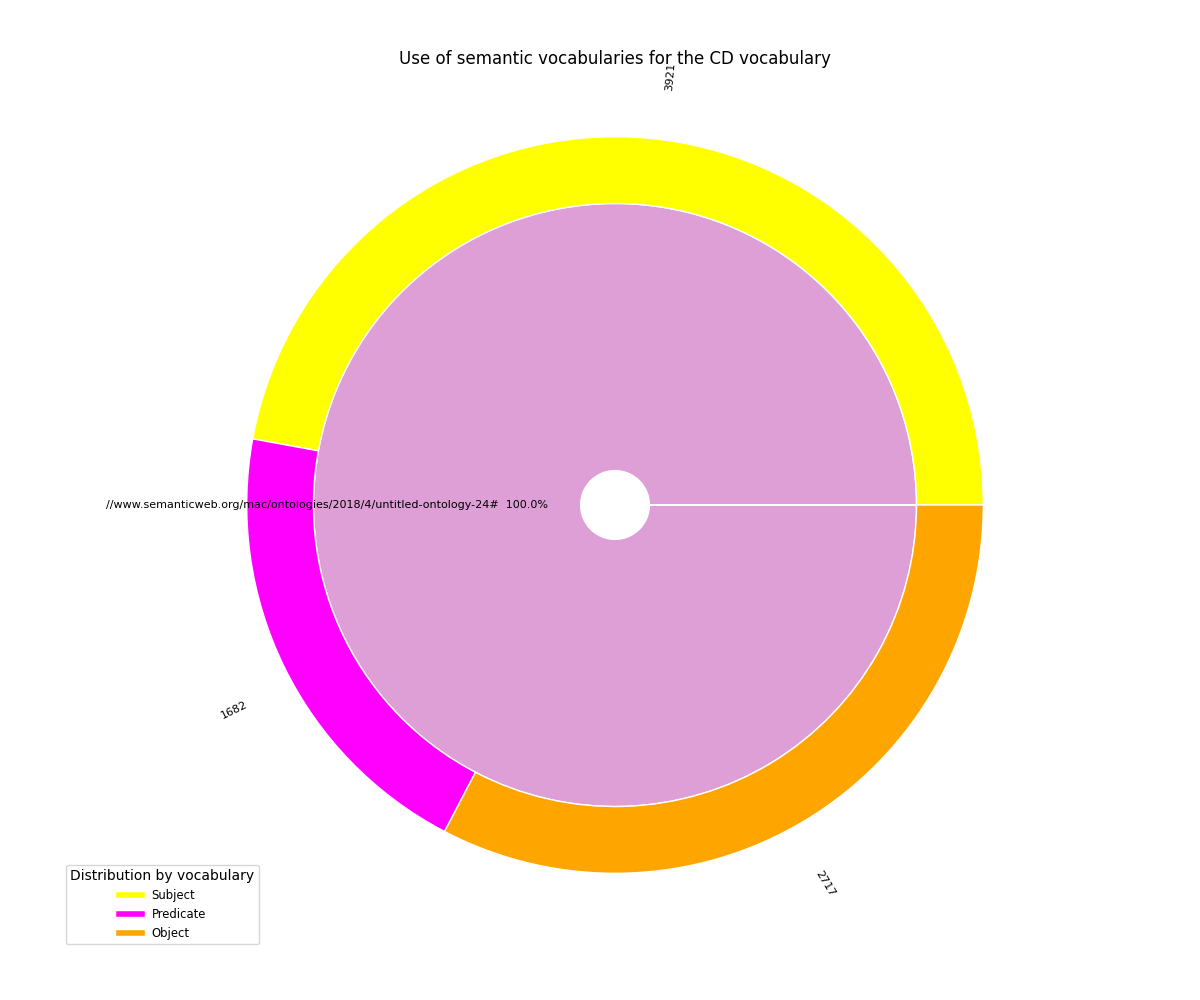 Use of semantic vocabularies for the CD vocabulary
3921
//www.semanticweb.org/mac/ontologies/2018/4/untitled-ontology-24#  100.0%
1682
2717
Distribution by vocabulary
Subject
Predicate
Object